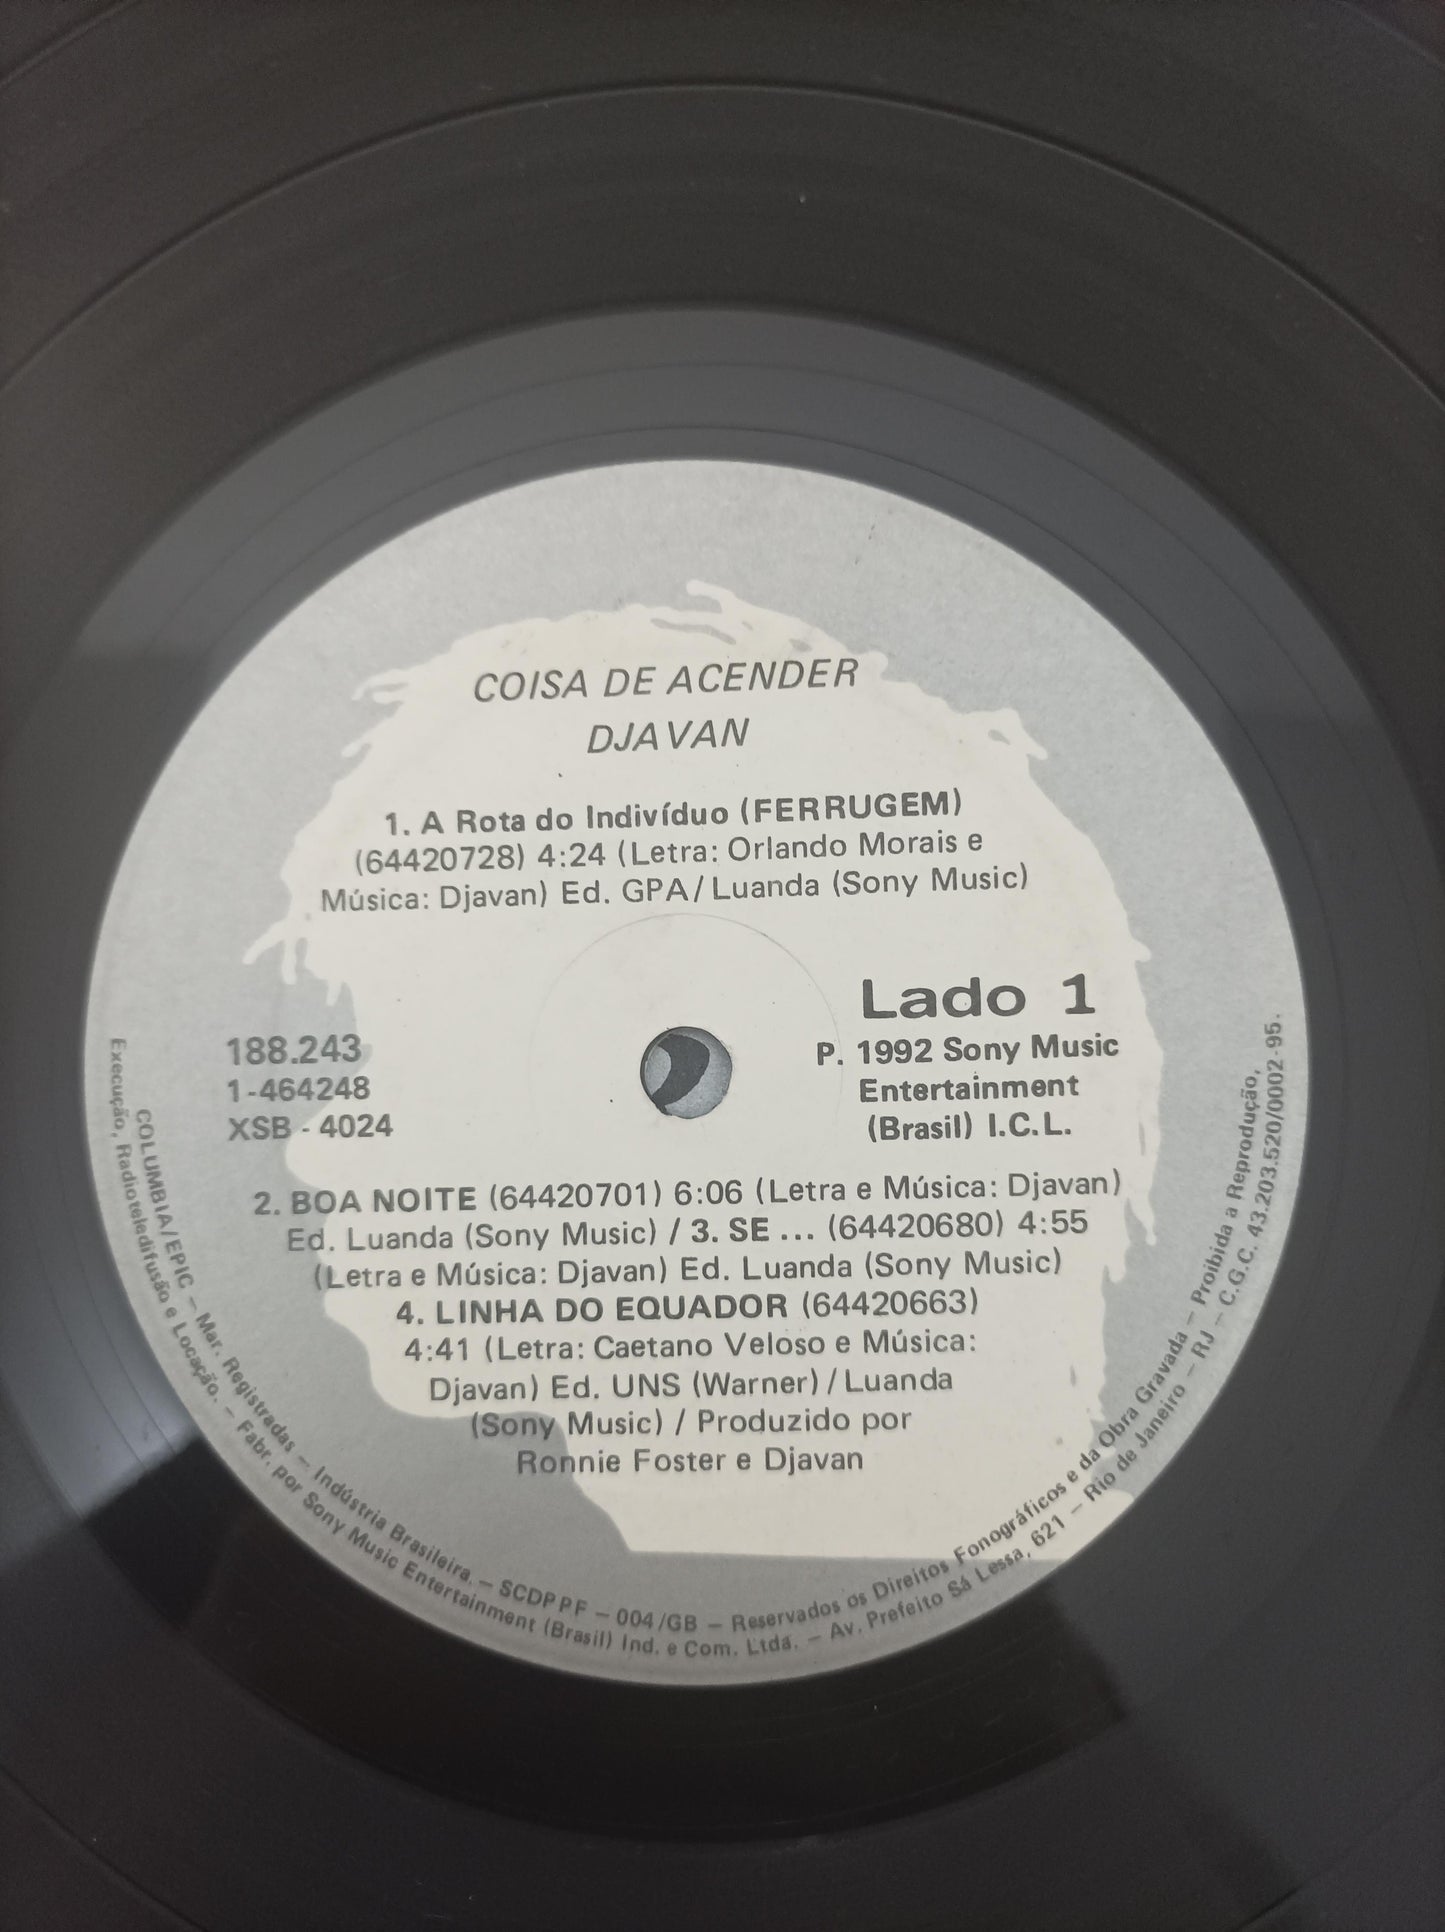 COISA DE ACENDER
DJAVAN
1. A Rota do Indivíduo (FERRUGEM)
(64420728) 4:24 (Letra: Orlando Morais e
Música: Djavan) Ed. GPA/Luanda (Sony Music)
Lado 1
188.243
1-464248
XSB - 4024
P. 1992 Sony Music
Entertainment
(Brasil) I.C.L.
2. BOA NOITE (64420701) 6:06 (Letra e Música: Djavan)
Ed. Luanda (Sony Music) / 3. SE ... (64420680) 4:55
(Letra e Música: Djavan) Ed. Luanda (Sony Music)
4. LINHA DO EQUADOR (64420663)
4:41 (Letra: Caetano Veloso e Música:
Djavan) Ed. UNS (Warner) / Luanda
(Sony Music) / Produzido por
Ronnie Foster e Djavan
COLUMBIA/EPIC – Mar. Registradas – Indústria Brasileira. – SCDP PF – 004/GB – Reservados os Direitos Fonográficos e da Obra Gravada – Proibida a Reprodução,
Execução, Radioteledifusão e Locação. – Fabr. por Sony Music Entertainment (Brasil) Ind. e Com. Ltda. – Av. Prefeito Sá Lessa, 621 – Rio de Janeiro – RJ – C.G.C. 43.203.520/0002-95.